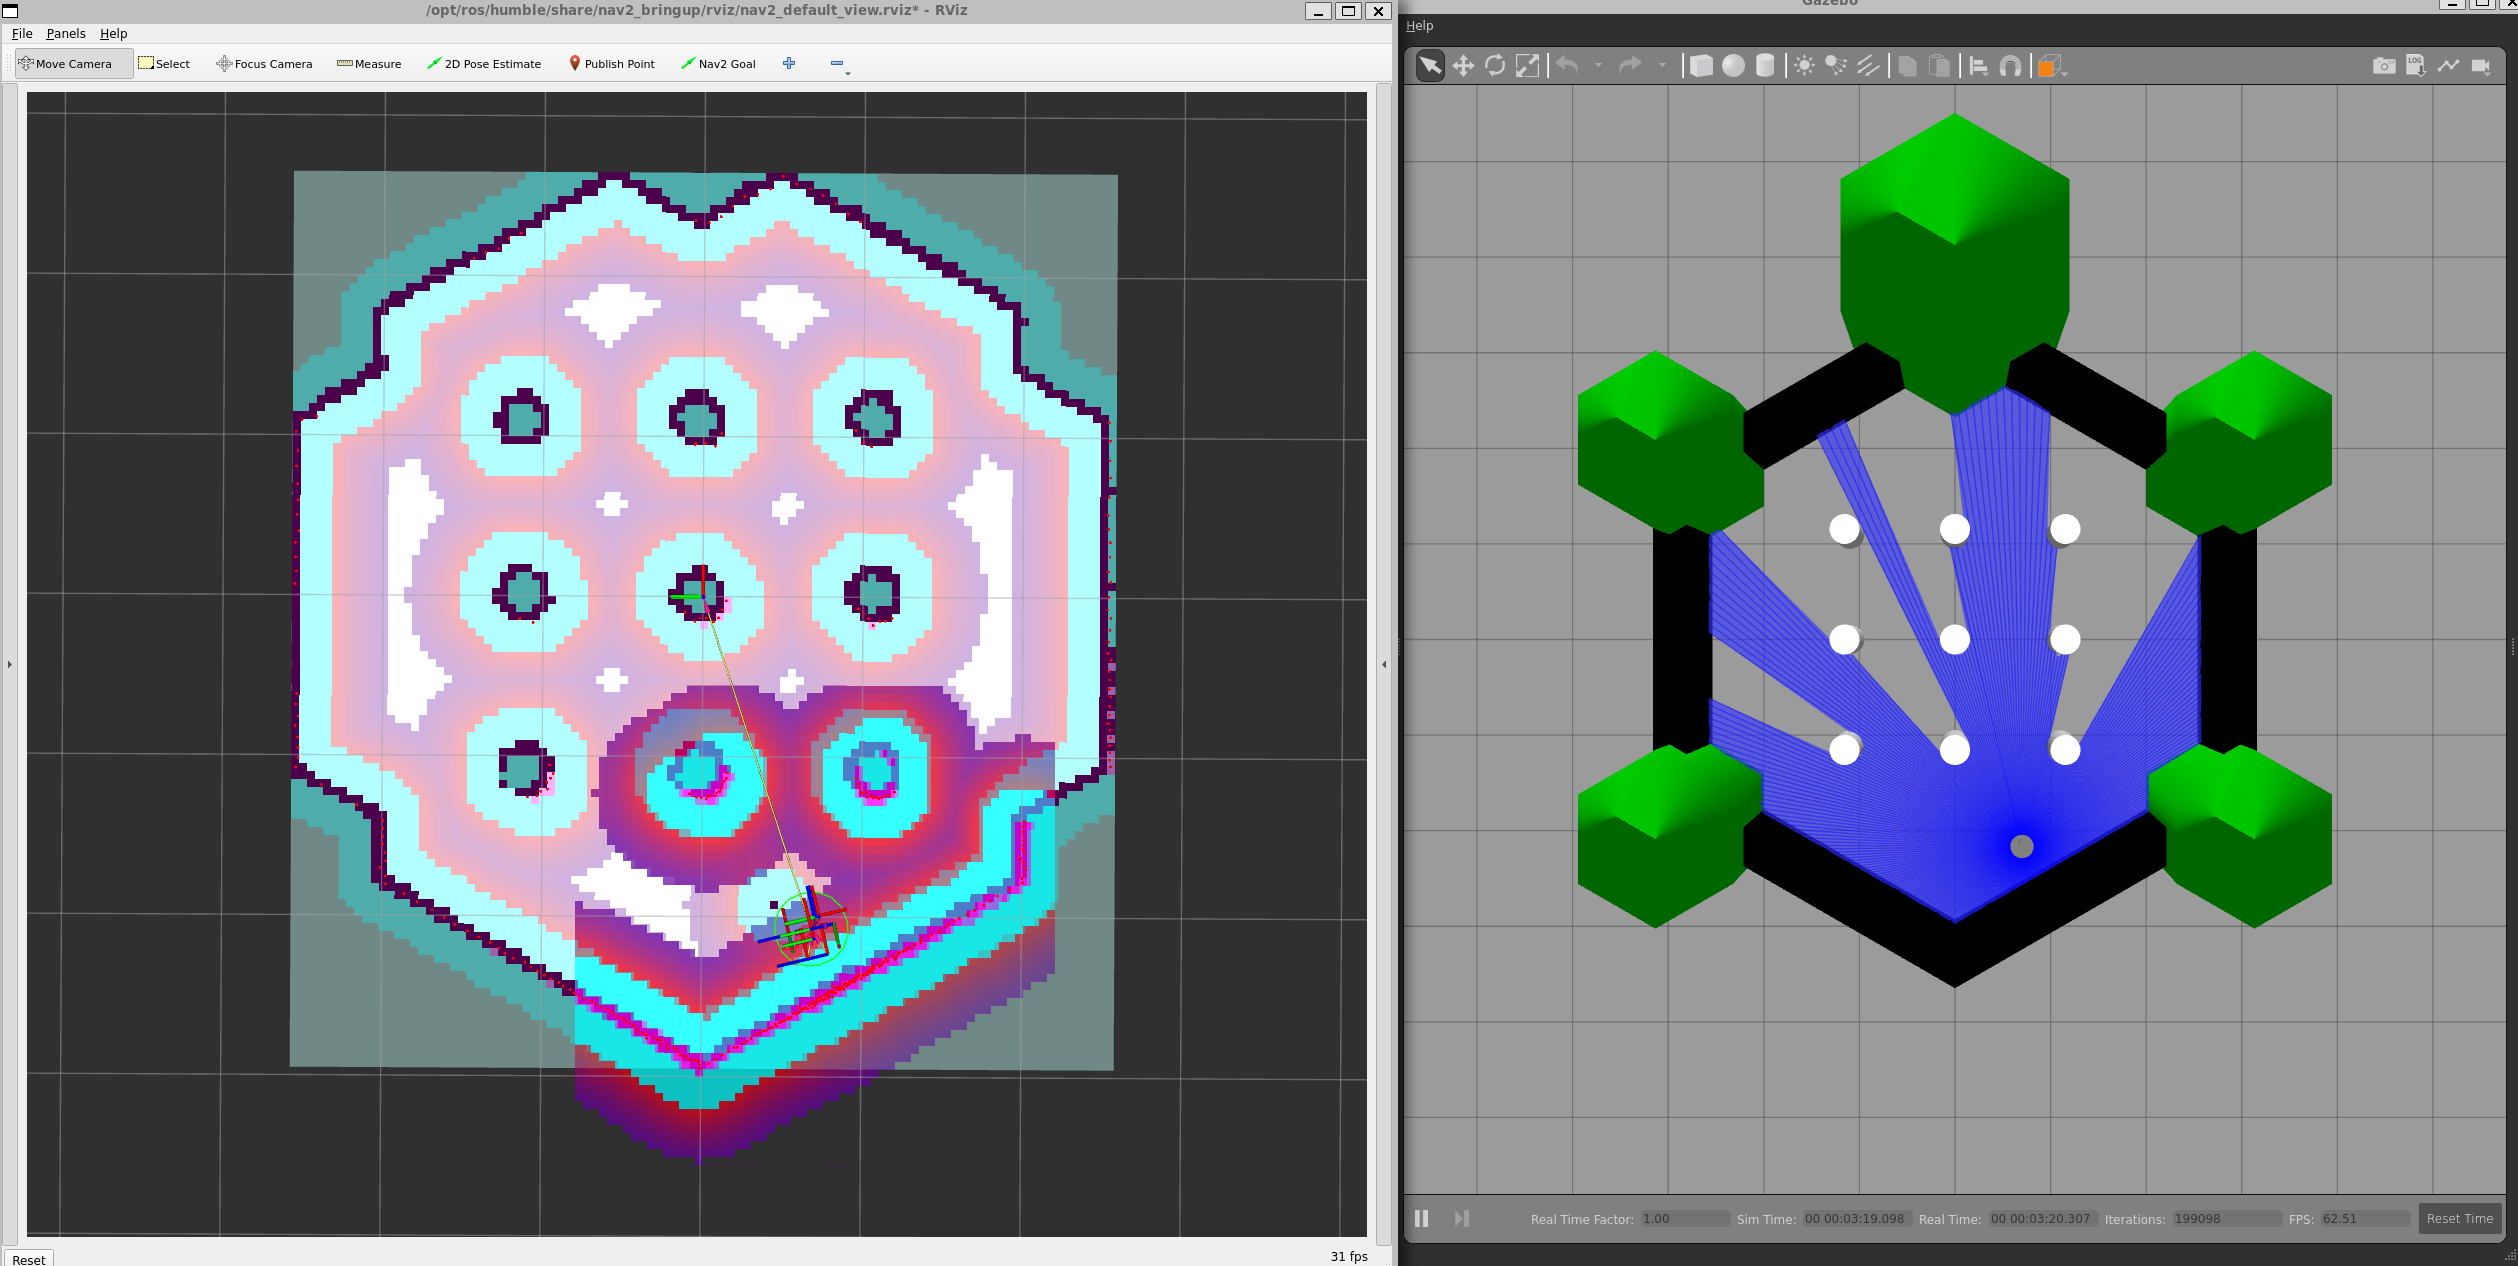 /opt/ros/humble/share/nav2_bringup/rviz/nav2_default_view.rviz* - RViz
File Panels Help
Move Camera Select Focus Camera Measure 2D Pose Estimate Publish Point Nav2 Goal
Reset
31 fps
Gazebo
Help
LOG
Real Time Factor: 1.00 Sim Time: 00 00:03:19.098 Real Time: 00 00:03:20.307 Iterations: 199098 FPS: 62.51 Reset Time